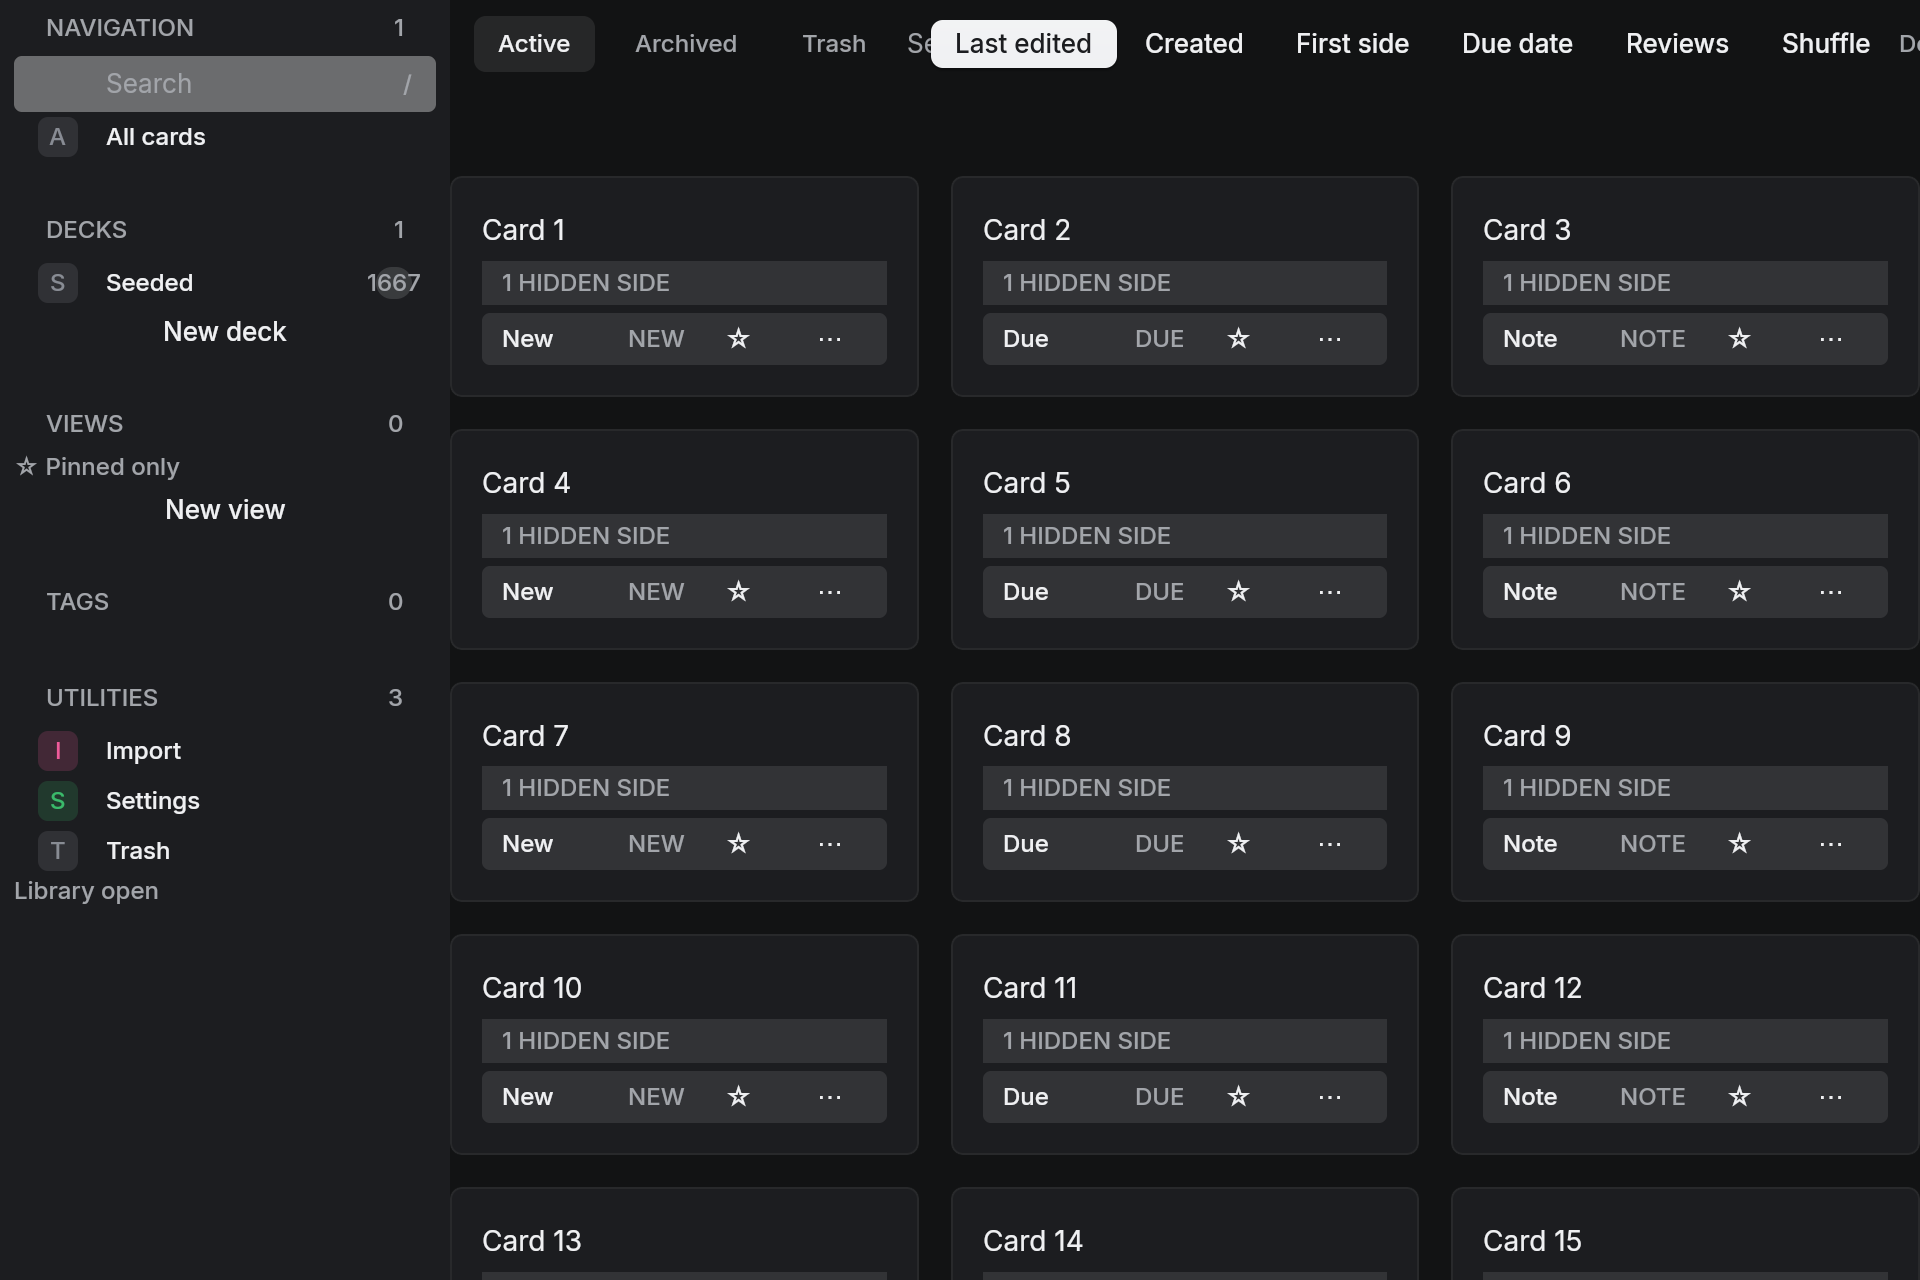 NAVIGATION 1
Search /
A All cards
DECKS 1
S Seeded 1667
New deck
VIEWS 0
☆ Pinned only
New view
TAGS 0
UTILITIES 3
I Import
S Settings
T Trash
Library open
Active Archived Trash Se Last edited Created First side Due date Reviews Shuffle
Card 1 Card 2 Card 3
1 HIDDEN SIDE 1 HIDDEN SIDE 1 HIDDEN SIDE
New NEW ☆ ... Due DUE ☆ ... Note NOTE ☆ ...
Card 4 Card 5 Card 6
1 HIDDEN SIDE 1 HIDDEN SIDE 1 HIDDEN SIDE
New NEW ☆ ... Due DUE ☆ ... Note NOTE ☆ ...
Card 7 Card 8 Card 9
1 HIDDEN SIDE 1 HIDDEN SIDE 1 HIDDEN SIDE
New NEW ☆ ... Due DUE ☆ ... Note NOTE ☆ ...
Card 10 Card 11 Card 12
1 HIDDEN SIDE 1 HIDDEN SIDE 1 HIDDEN SIDE
New NEW ☆ ... Due DUE ☆ ... Note NOTE ☆ ...
Card 13 Card 14 Card 15